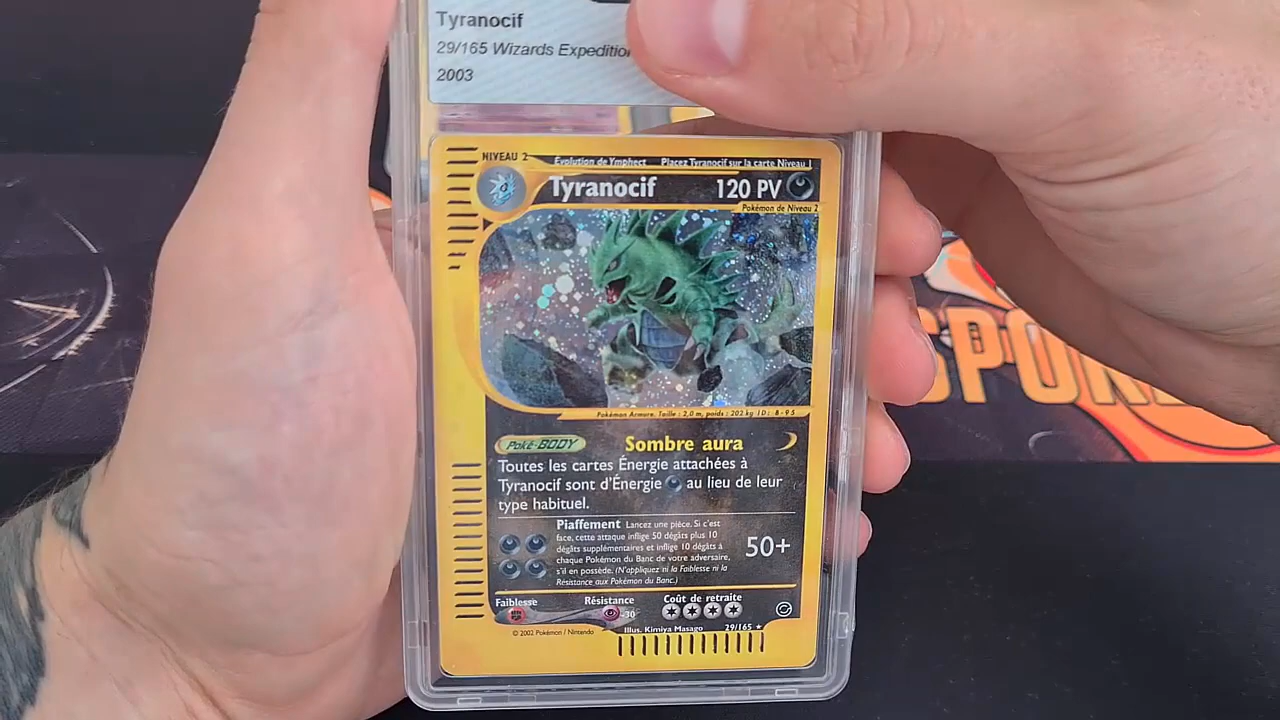 Tyranocif
29/165 Wizards Expedition
2003
NIVEAU 2
Évolution de Ymphect Placez Tyranocif sur la carte Niveau 1
Tyranocif 120 PV
Pokémon de Niveau 2
Pokémon Armure. Taille : 2,0 m, poids : 202 kg ID: 8-95
Poké-BODY Sombre aura
Toutes les cartes Énergie attachées à
Tyranocif sont d'Énergie au lieu de leur
type habituel.
Piaffement Lancez une pièce. Si c'est
face, cette attaque inflige 50 dégâts plus 10
dégâts supplémentaires et inflige 10 dégâts à
chaque Pokémon du Banc de votre adversaire,
s'il en possède. (N'appliquez ni la Faiblesse ni la
Résistance aux Pokémon du Banc.)
50+
Faiblesse Résistance Coût de retraite
-30
© 2002 Pokémon / Nintendo Illus. Kimiya Masago 29/165